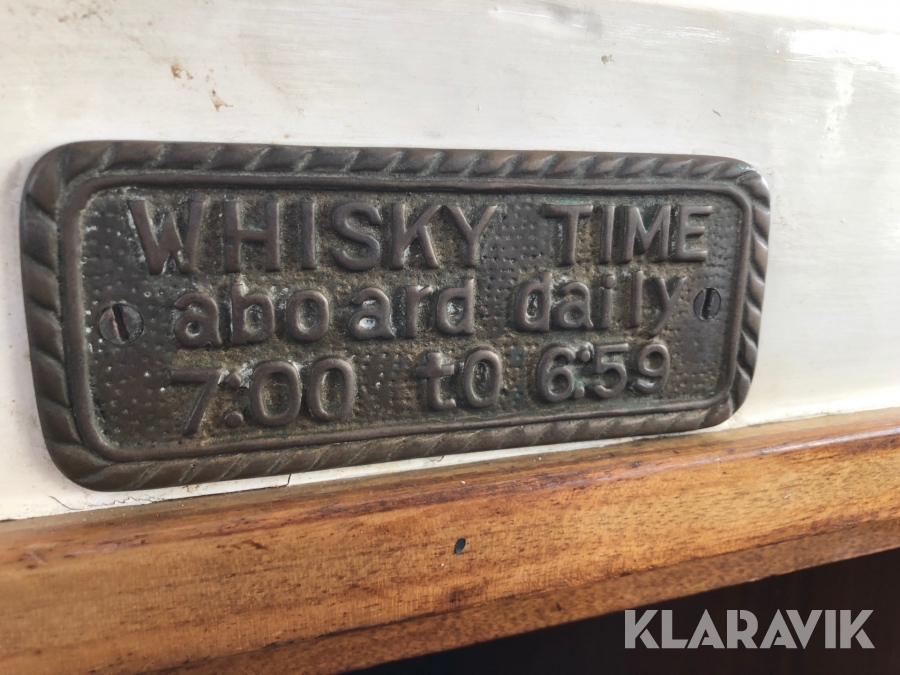 WHISKY TIME
aboard daily
7:00 to 6:59
KLARAVIK